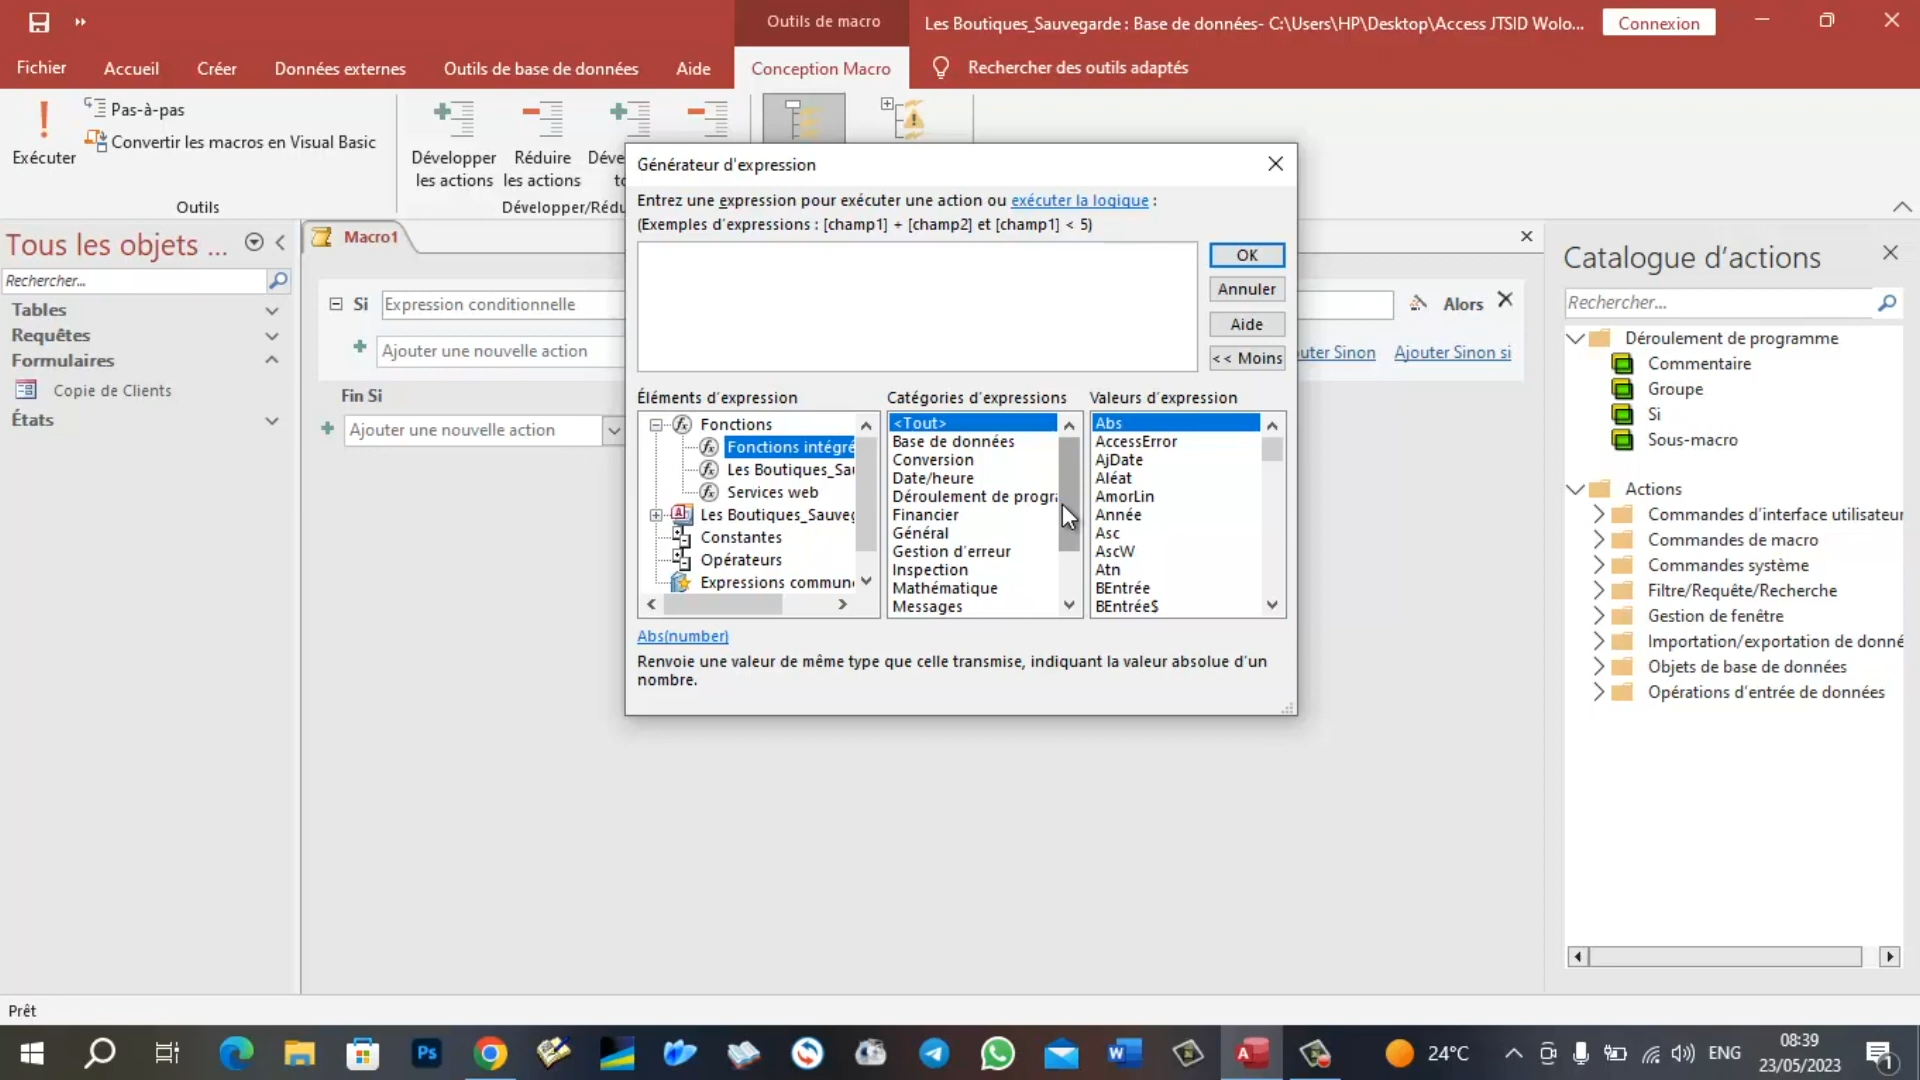 Outils de macro
Les Boutiques_Sauvegarde : Base de données- C:\Users\HP\Desktop\Access JTSID Wolo...
Connexion
Fichier
Accueil
Créer
Données externes
Outils de base de données
Aide
Conception Macro
Rechercher des outils adaptés
Exécuter
Pas-à-pas
Convertir les macros en Visual Basic
Outils
Développer les actions
Réduire les actions
Développer/Rédu
Générateur d'expression
Entrez une expression pour exécuter une action ou exécuter la logique :
(Exemples d'expressions : [champ1] + [champ2] et [champ1] < 5)
OK
Annuler
Aide
<< Moins
Éléments d'expression
Fonctions
Fonctions intégré
Les Boutiques_Sau
Services web
Les Boutiques_Sauveg
Constantes
Opérateurs
Expressions commun
Catégories d'expressions
<Tout>
Base de données
Conversion
Date/heure
Déroulement de progra
Financier
Général
Gestion d'erreur
Inspection
Mathématique
Messages
Valeurs d'expression
Abs
AccessError
AjDate
Aléat
AmorLin
Année
Asc
AscW
Atn
BEntrée
BEntrée$
Abs(number)
Renvoie une valeur de même type que celle transmise, indiquant la valeur absolue d'un
nombre.
Tous les objets ...
Rechercher...
Tables
Requêtes
Formulaires
Copie de Clients
États
Macro1
Si
Expression conditionnelle
Alors
Ajouter une nouvelle action
outer Sinon
Ajouter Sinon si
Fin Si
Ajouter une nouvelle action
Catalogue d'actions
Rechercher...
Déroulement de programme
Commentaire
Groupe
Si
Sous-macro
Actions
Commandes d'interface utilisateur
Commandes de macro
Commandes système
Filtre/Requête/Recherche
Gestion de fenêtre
Importation/exportation de donné
Objets de base de données
Opérations d'entrée de données
Prêt
24°C
ENG
08:39
23/05/2023
1